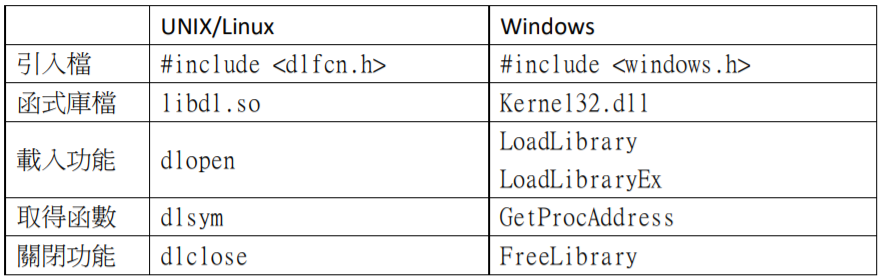 UNIX/Linux Windows
引入檔 #include <dlfcn.h> #include <windows.h>
函式庫檔 libdl.so Kernel32.dll
載入功能 dlopen LoadLibrary
LoadLibraryEx
取得函數 dlsym GetProcAddress
關閉功能 dlclose FreeLibrary